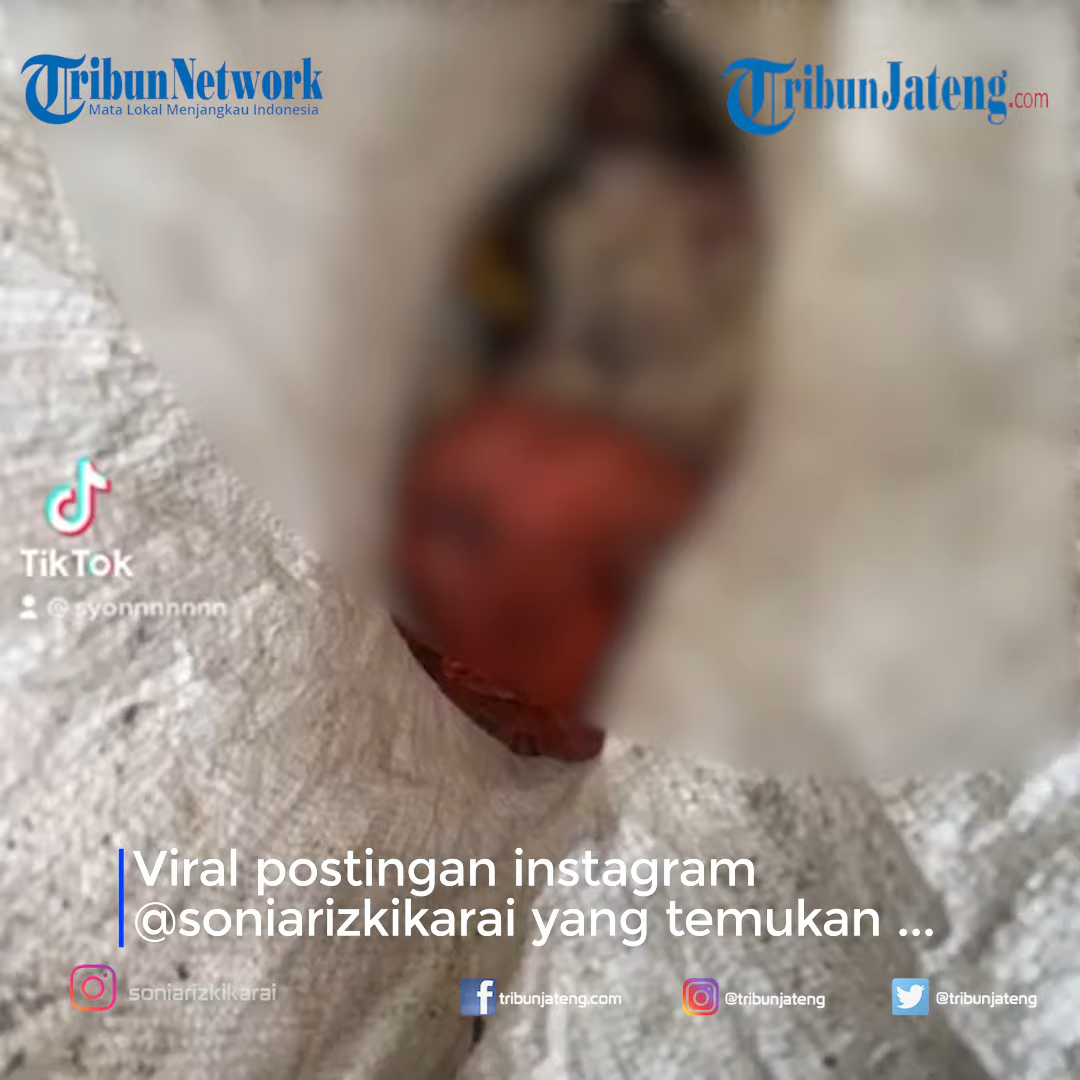 TribunNetwork
Mata Lokal Menjangkau Indonesia
TribunJateng.com
TikTok
@syonnnnnnn
Viral postingan instagram
@soniarizkikarai yang temukan ...
soniarizkikarai
tribunjateng.com
@tribunjateng
@tribunjateng